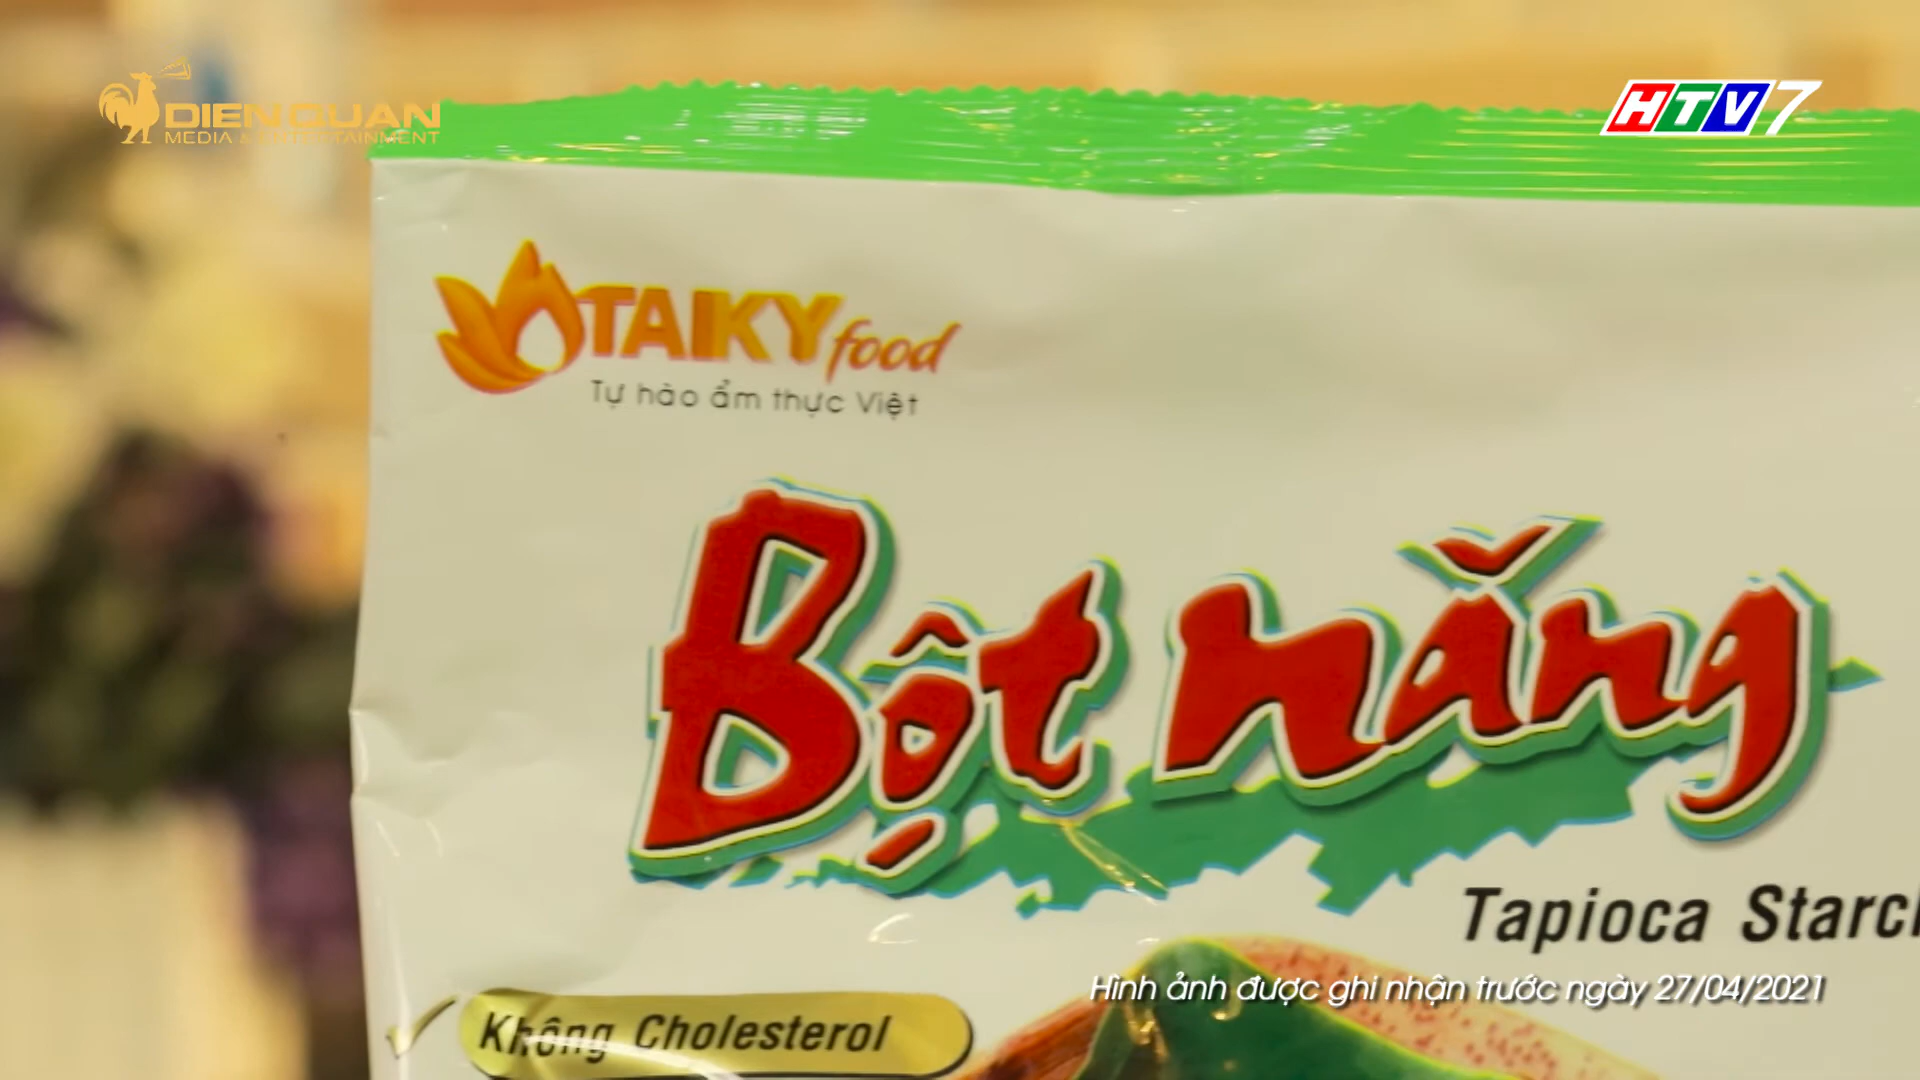 DIEN QUAN
MEDIA & ENTERTAINMENT
HTV7
TAIKY food
Tự hào ẩm thực Việt
Bột năng
Tapioca Starch
Hình ảnh được ghi nhận trước ngày 27/04/2021
Không Cholesterol